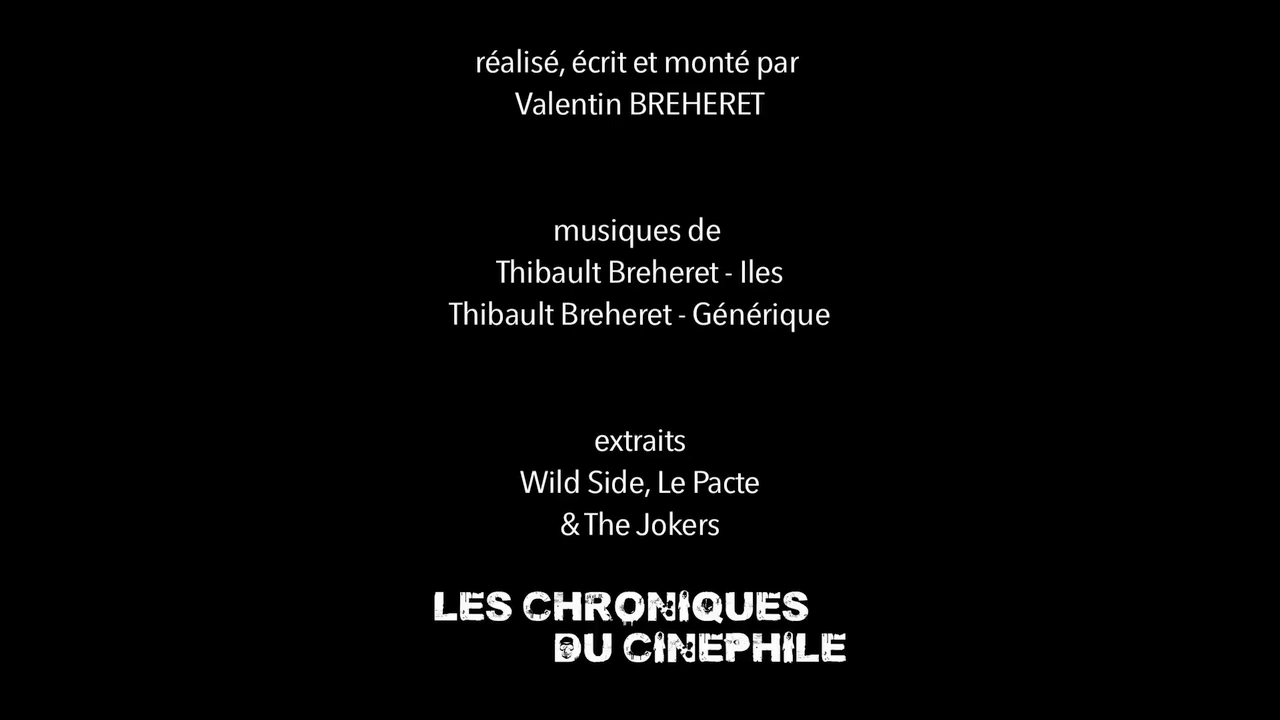 réalisé, écrit et monté par
Valentin BREHERET
musiques de
Thibault Breheret - Iles
Thibault Breheret - Générique
extraits
Wild Side, Le Pacte
& The Jokers
LES CHRONIQUES
DU CINEPHILE